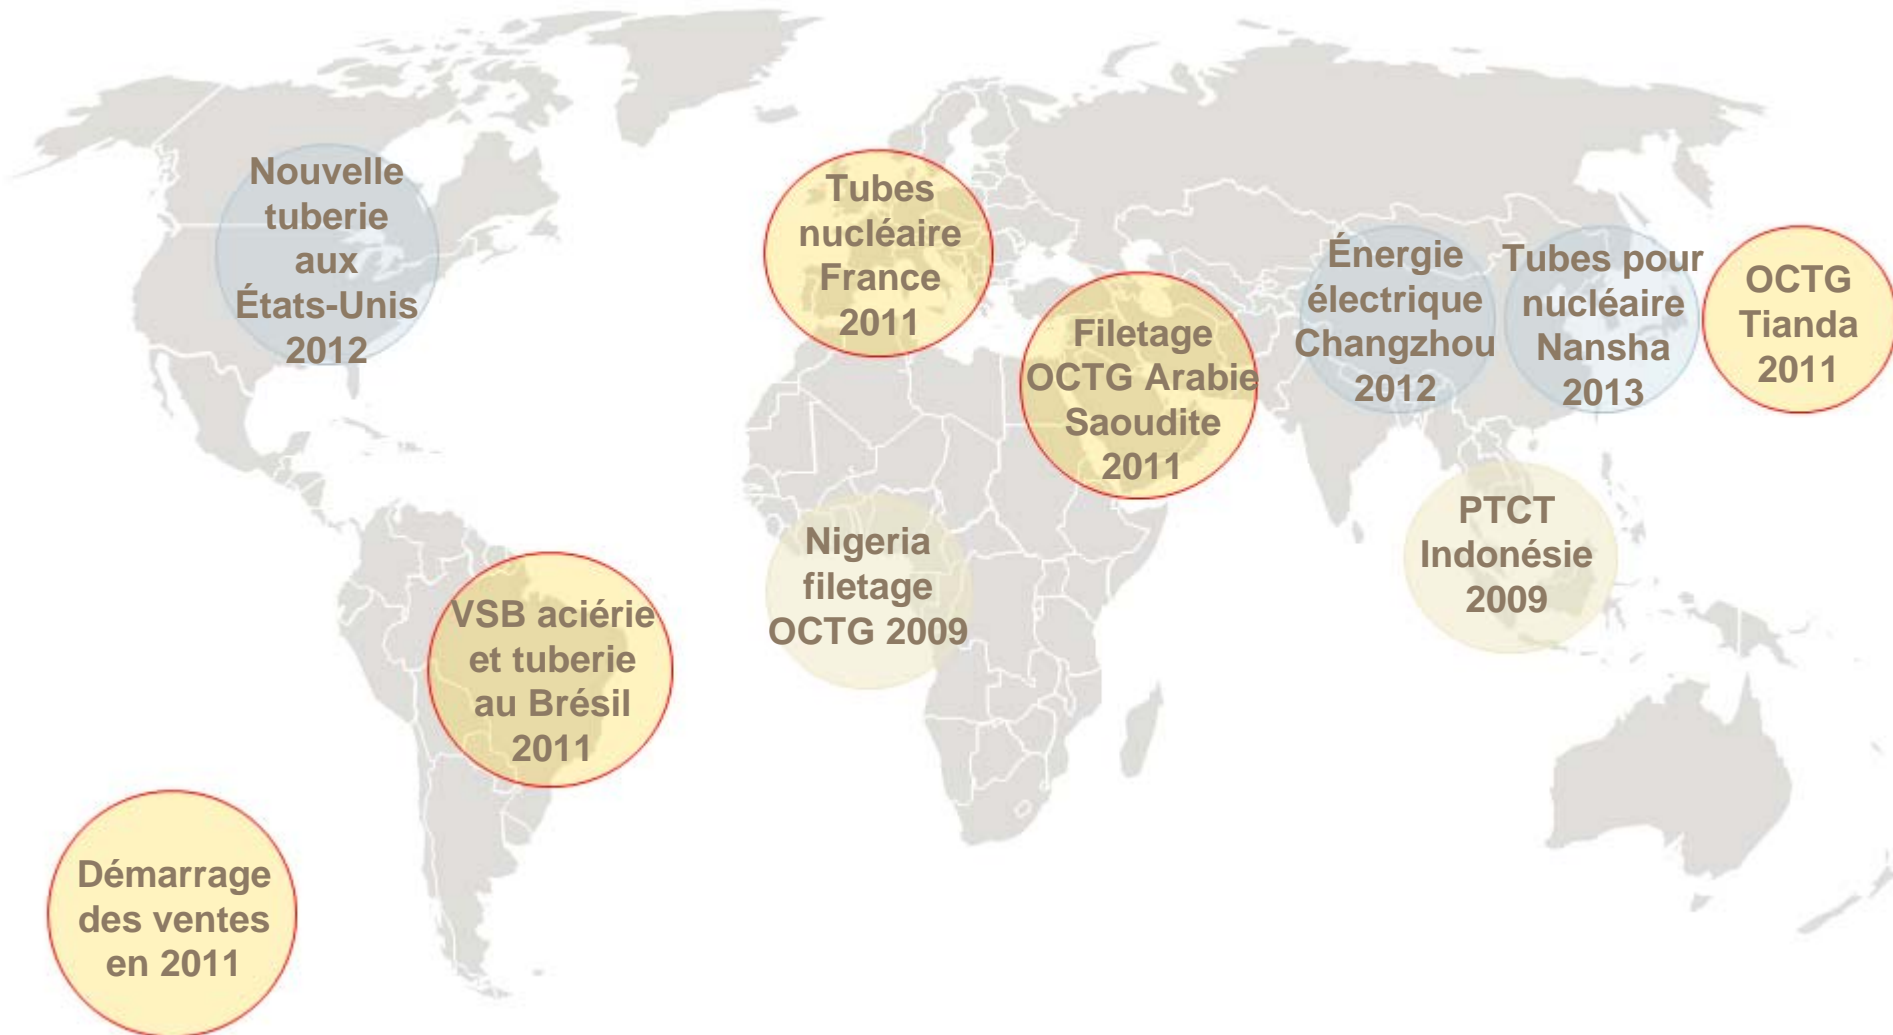 Nouvelle
tuberie
aux
États-Unis
2012
Tubes
nucléaire
France
2011
Filetage
OCTG Arabie
Saoudite
2011
Énergie
électrique
Changzhou
2012
Tubes pour
nucléaire
Nansha
2013
OCTG
Tianda
2011
PTCT
Indonésie
2009
Nigeria
filetage
OCTG 2009
VSB aciérie
et tuberie
au Brésil
2011
Démarrage
des ventes
en 2011